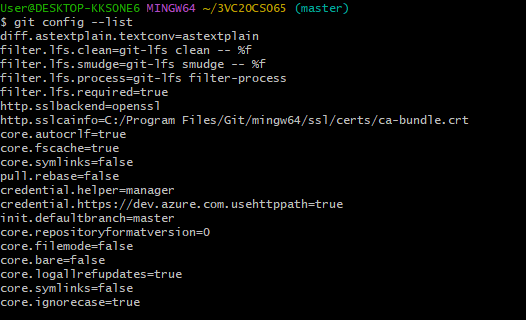 User@DESKTOP-KKSONE6 MINGW64 ~/3VC20CS065 (master)
$ git config --list
diff.astextplain.textconv=astextplain
filter.lfs.clean=git-lfs clean -- %f
filter.lfs.smudge=git-lfs smudge -- %f
filter.lfs.process=git-lfs filter-process
filter.lfs.required=true
http.sslbackend=openssl
http.sslcainfo=C:/Program Files/Git/mingw64/ssl/certs/ca-bundle.crt
core.autocrlf=true
core.fscache=true
core.symlinks=false
pull.rebase=false
credential.helper=manager
credential.https://dev.azure.com.usehttppath=true
init.defaultbranch=master
core.repositoryformatversion=0
core.filemode=false
core.bare=false
core.logallrefupdates=true
core.symlinks=false
core.ignorecase=true